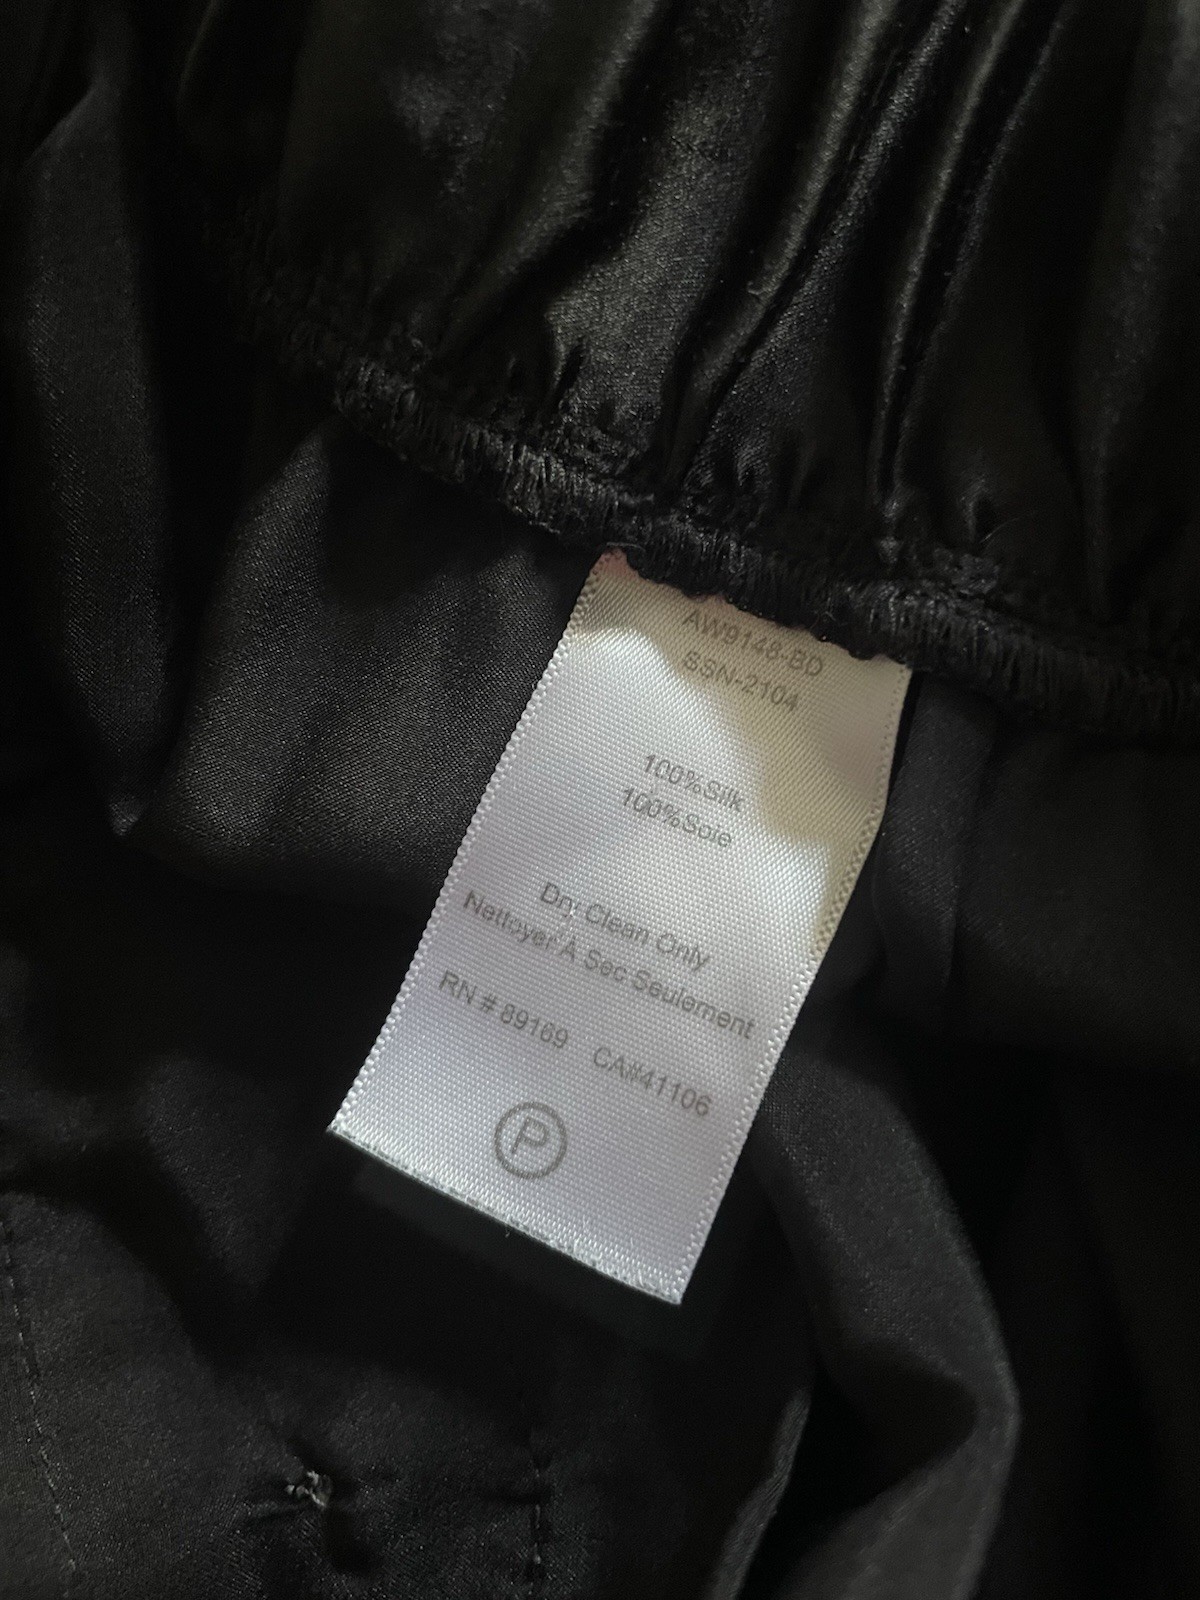 AW9148-BD
SSN-2104
100%Silk
100%Soie
Dry Clean Only
Nettoyer À Sec Seulement
RN # 89169 CA#41106
P